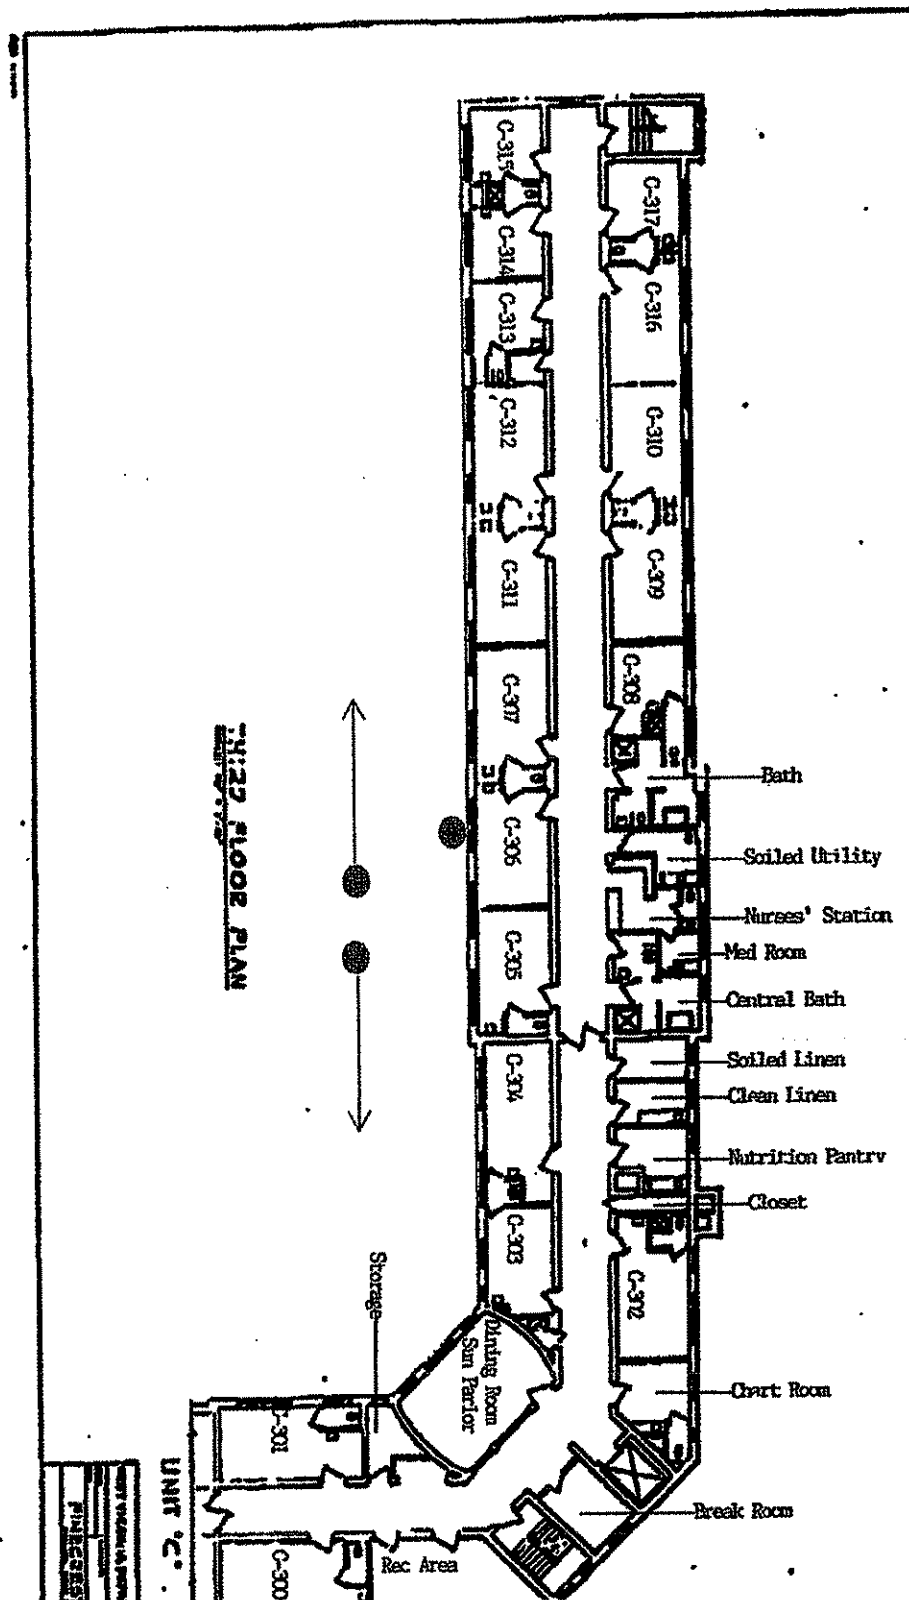 C-315
C-317
C-314
C-316
C-313
C-312
C-310
C-311
C-309
C-308
C-307
Bath
C-306
Soiled Utility
Nurses' Station
THIRD FLOOR PLAN
C-305
Med Room
Central Bath
C-304
Soiled Linen
Clean Linen
Nutrition Pantry
Closet
C-303
C-302
Storage
Dining Room
Sun Parlor
Chart Room
C-301
UNIT "C".
Break Room
Rec Area
C-300